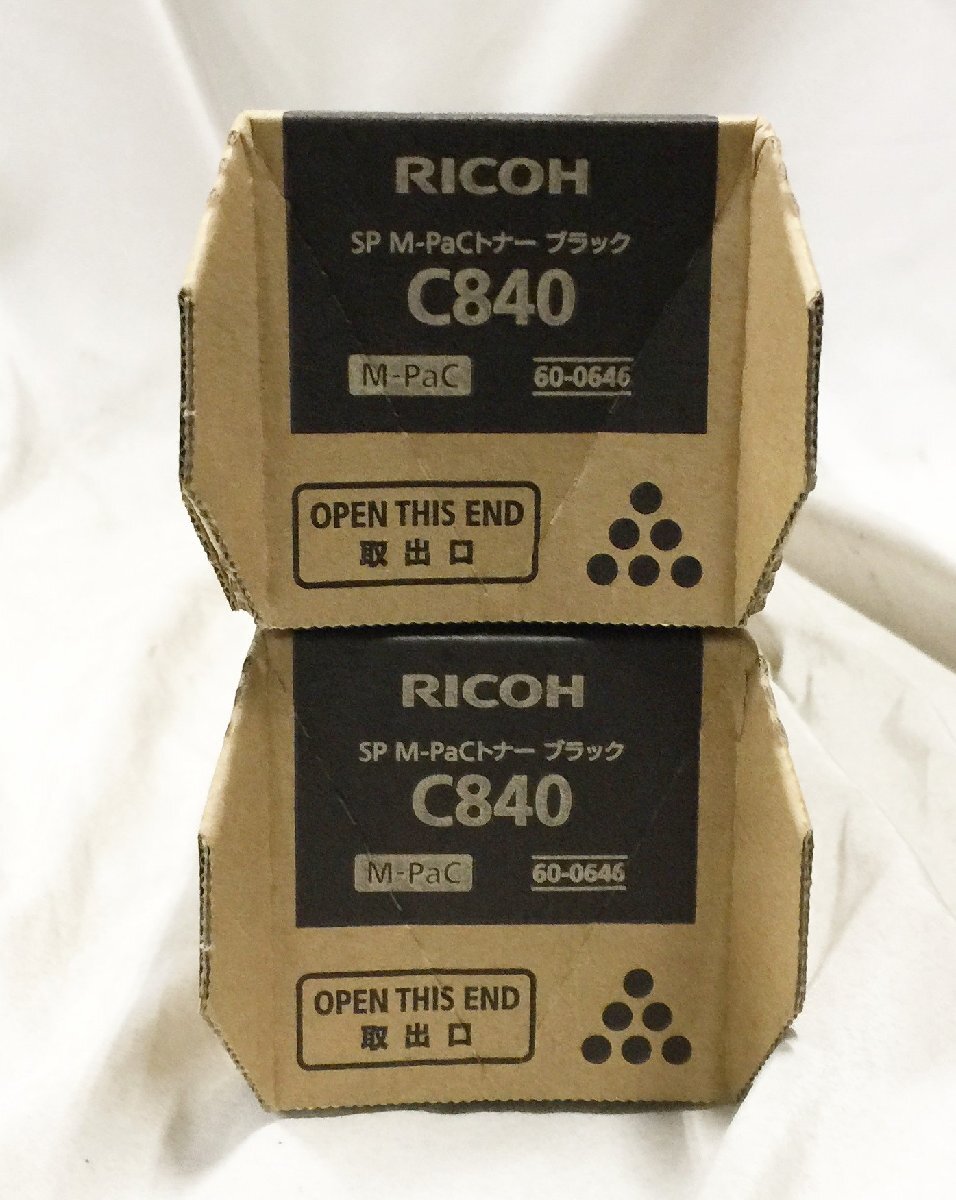 RICOH
SP M-PaCトナー ブラック
C840
M-PaC 60-0646
OPEN THIS END
取出口
RICOH
SP M-PaCトナー ブラック
C840
M-PaC 60-0646
OPEN THIS END
取出口